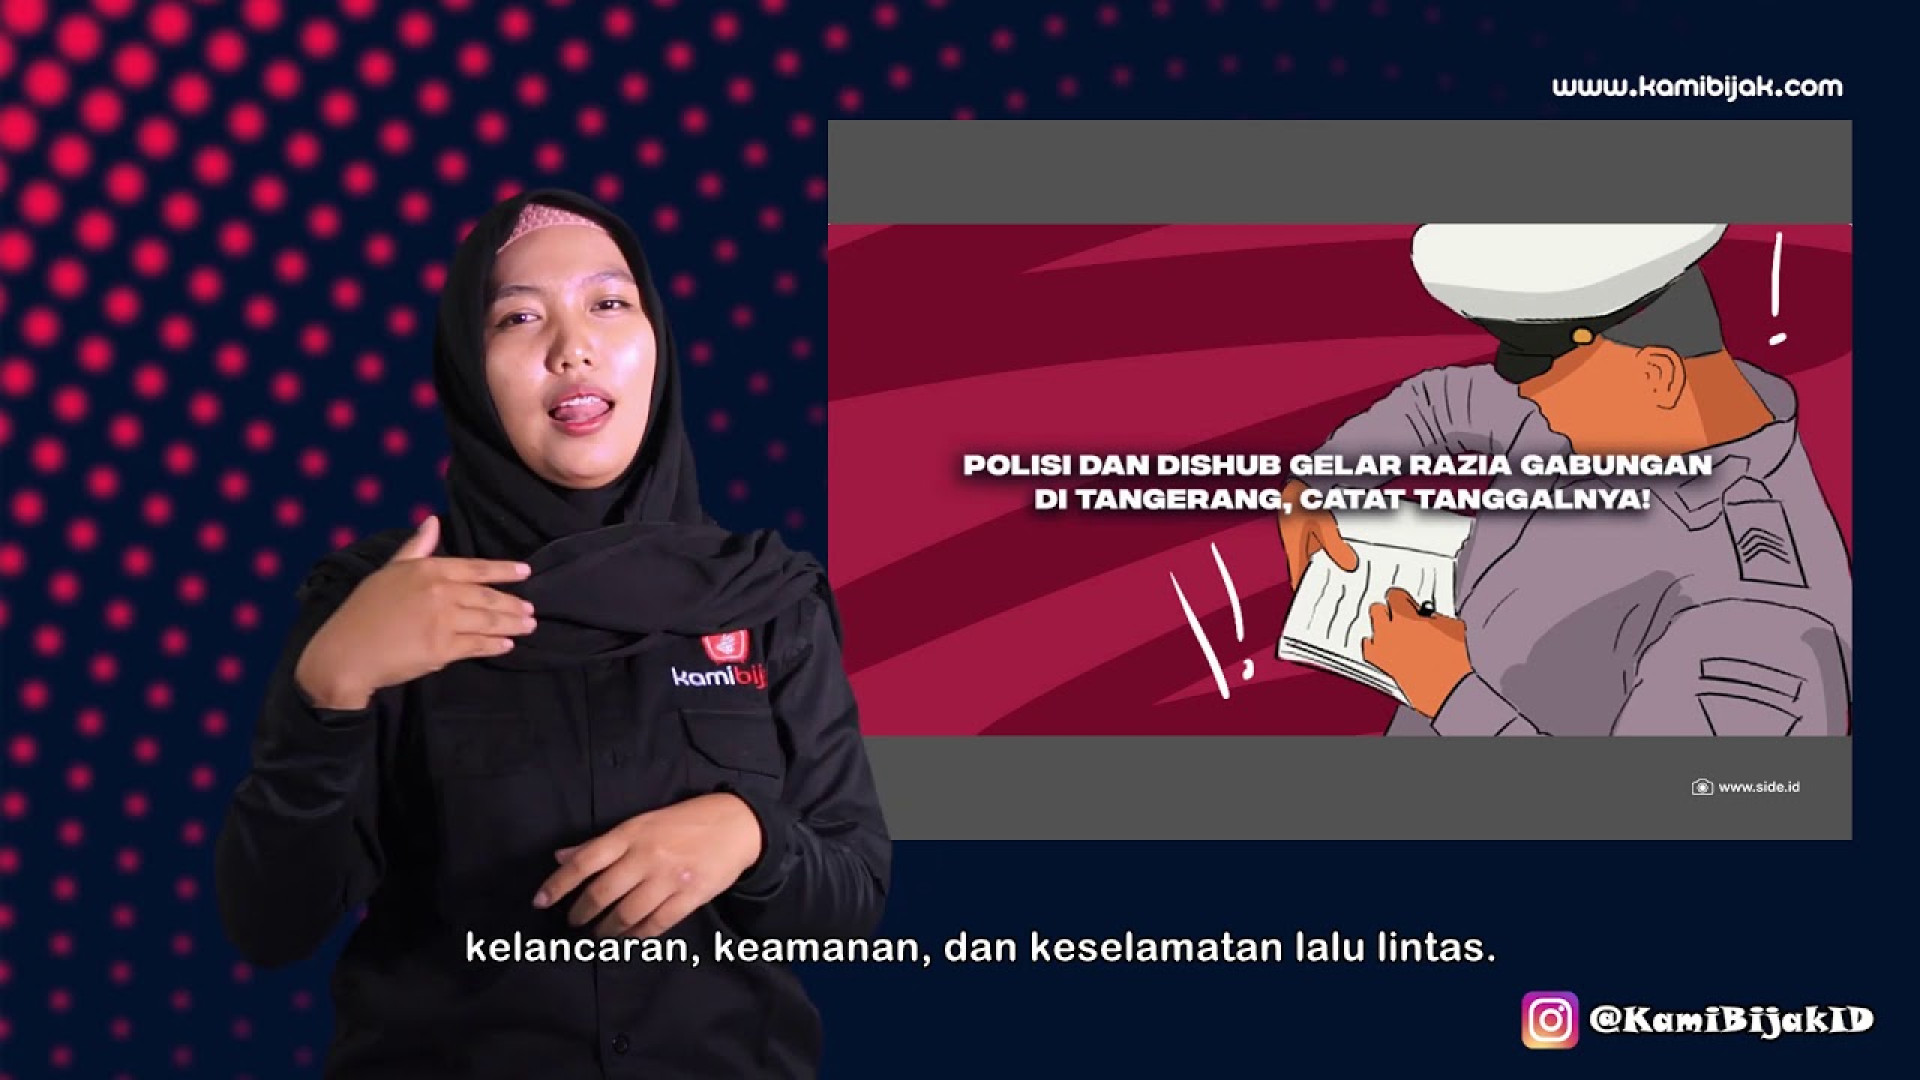 www.kamibijak.com
POLISI DAN DISHUB GELAR RAZIA GABUNGAN
DI TANGERANG, CATAT TANGGALNYA!
kamibij
www.side.id
kelancaran, keamanan, dan keselamatan lalu lintas.
@KamiBijakID